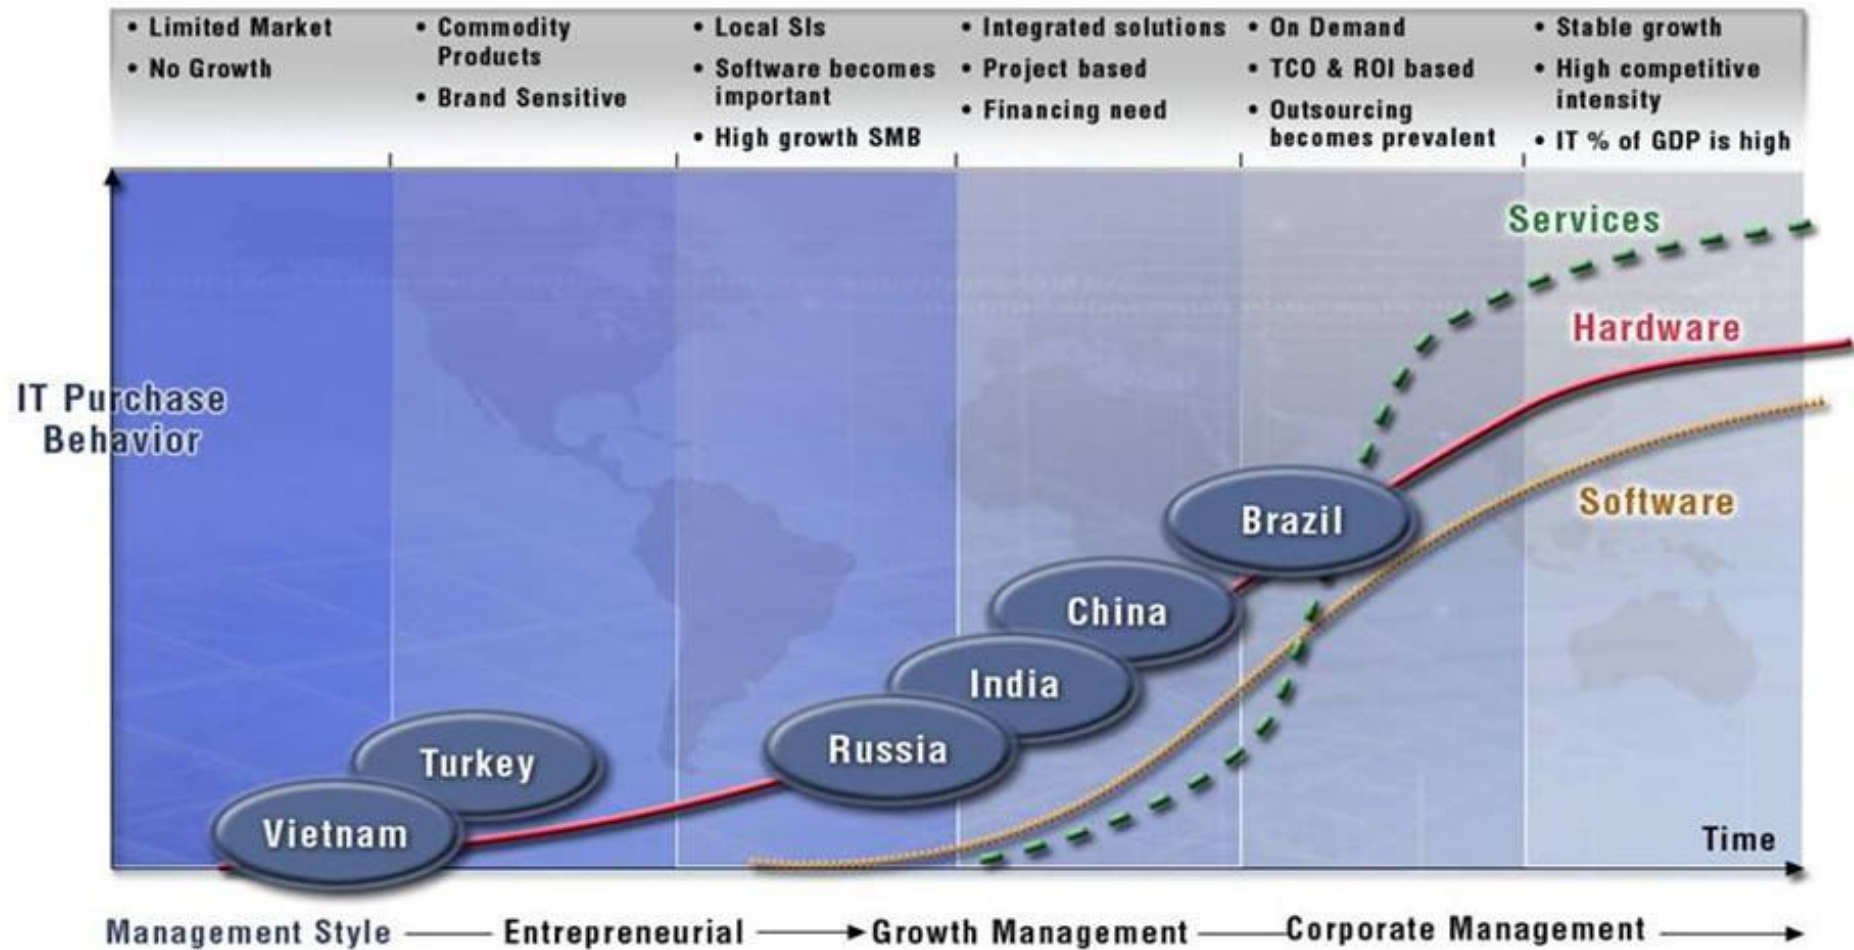 • Limited Market
• No Growth
• Commodity
Products
• Brand Sensitive
• Local SIs
• Software becomes
important
• High growth SMB
• Integrated solutions
• Project based
• Financing need
• On Demand
• TCO & ROI based
• Outsourcing
becomes prevalent
• Stable growth
• High competitive
intensity
• IT % of GDP is high
Services
Hardware
IT Purchase
Behavior
Software
Brazil
China
India
Russia
Turkey
Vietnam
Time
Management Style
Entrepreneurial
Growth Management
Corporate Management